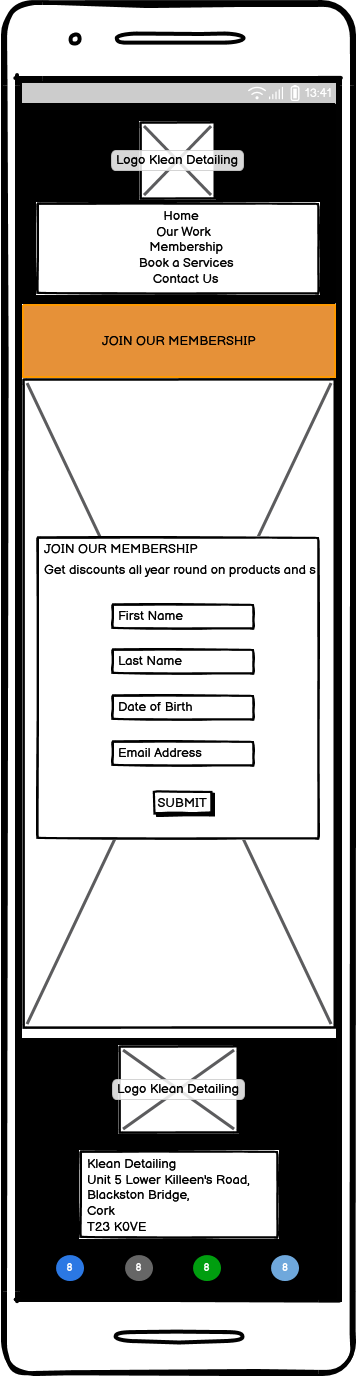 13:41
Logo Klean Detailing
Home
Our Work
Membership
Book a Services
Contact Us
JOIN OUR MEMBERSHIP
JOIN OUR MEMBERSHIP
Get discounts all year round on products and s
First Name
Last Name
Date of Birth
Email Address
SUBMIT
Logo Klean Detailing
Klean Detailing
Unit 5 Lower Killeen's Road,
Blackston Bridge,
Cork
T23 K0VE
8 8 8 8